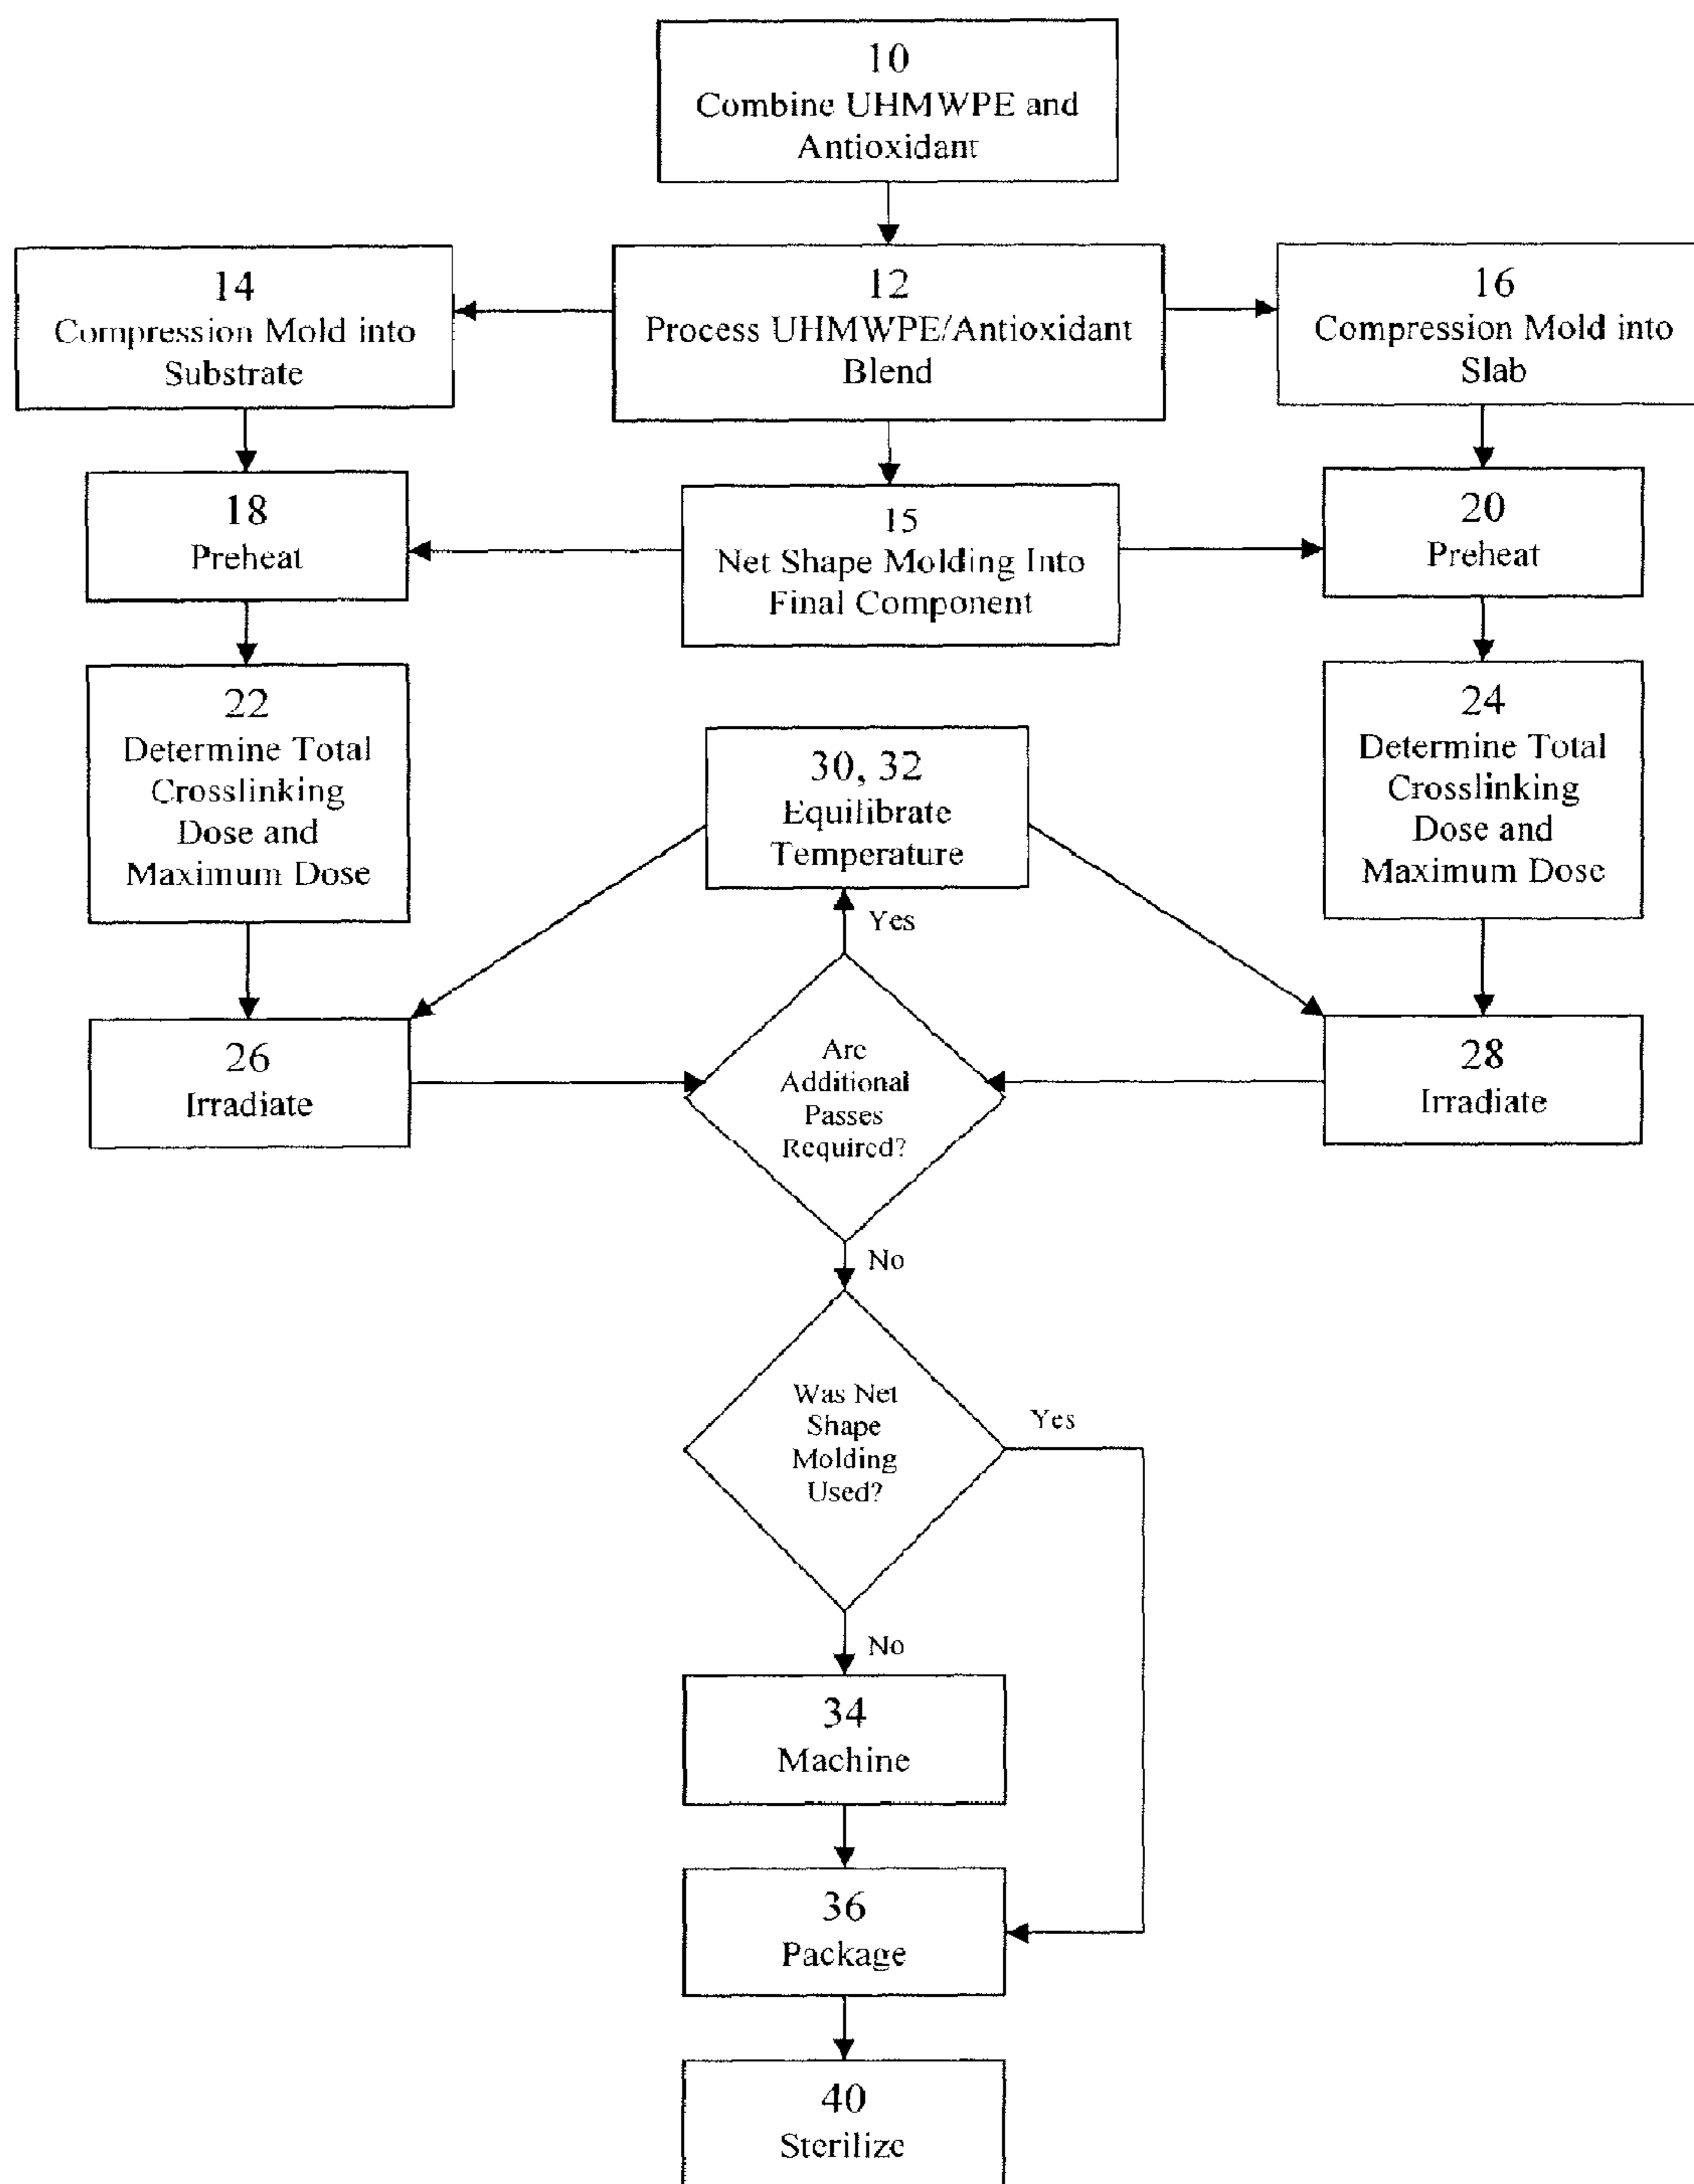 10
Combine UHMWPE and
Antioxidant
14
Compression Mold into
Substrate
12
Process UHMWPE/Antioxidant
Blend
16
Compression Mold into
Slab
18
Preheat
15
Net Shape Molding Into
Final Component
20
Preheat
22
Determine Total
Crosslinking
Dose and
Maximum Dose
30, 32
Equilibrate
Temperature
24
Determine Total
Crosslinking
Dose and
Maximum Dose
Yes
26
Irradiate
Are
Additional
Passes
Required?
28
Irradiate
No
Was Net
Shape
Molding
Used?
Yes
No
34
Machine
36
Package
40
Sterilize